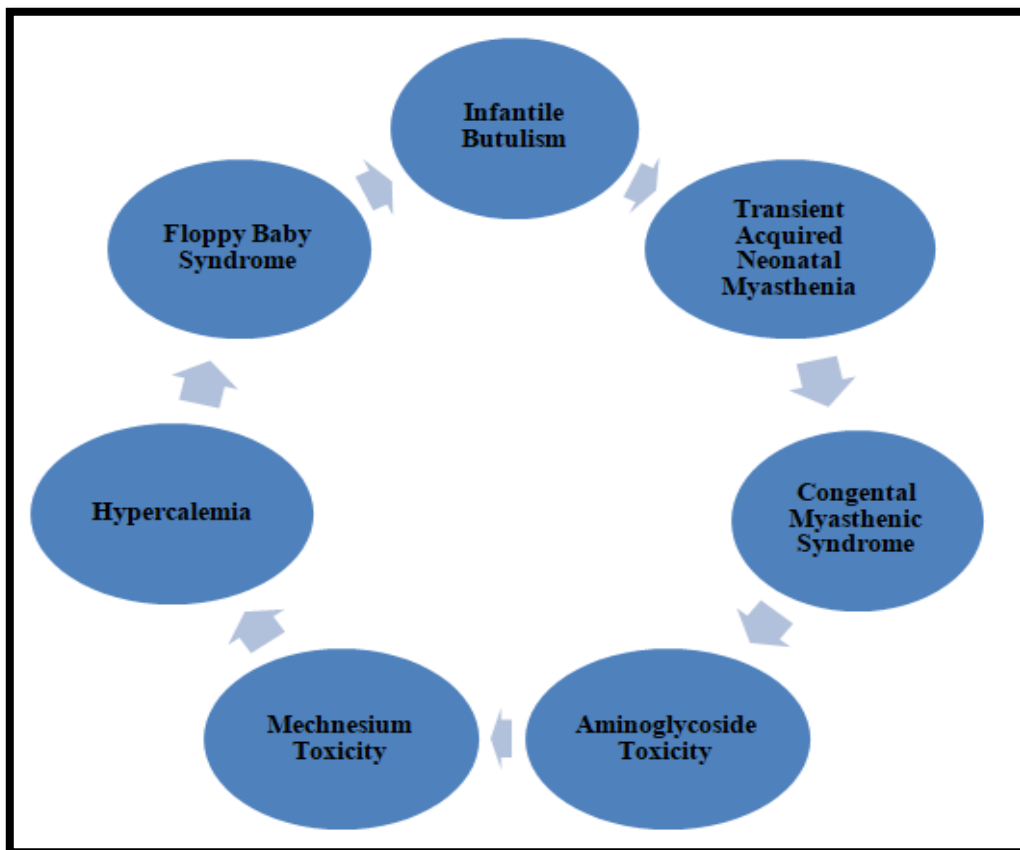 Infantile
Butulism
Transient
Acquired
Neonatal
Myasthenia
Congental
Myasthenic
Syndrome
Aminoglycoside
Toxicity
Mechnesium
Toxicity
Hypercalemia
Floppy Baby
Syndrome